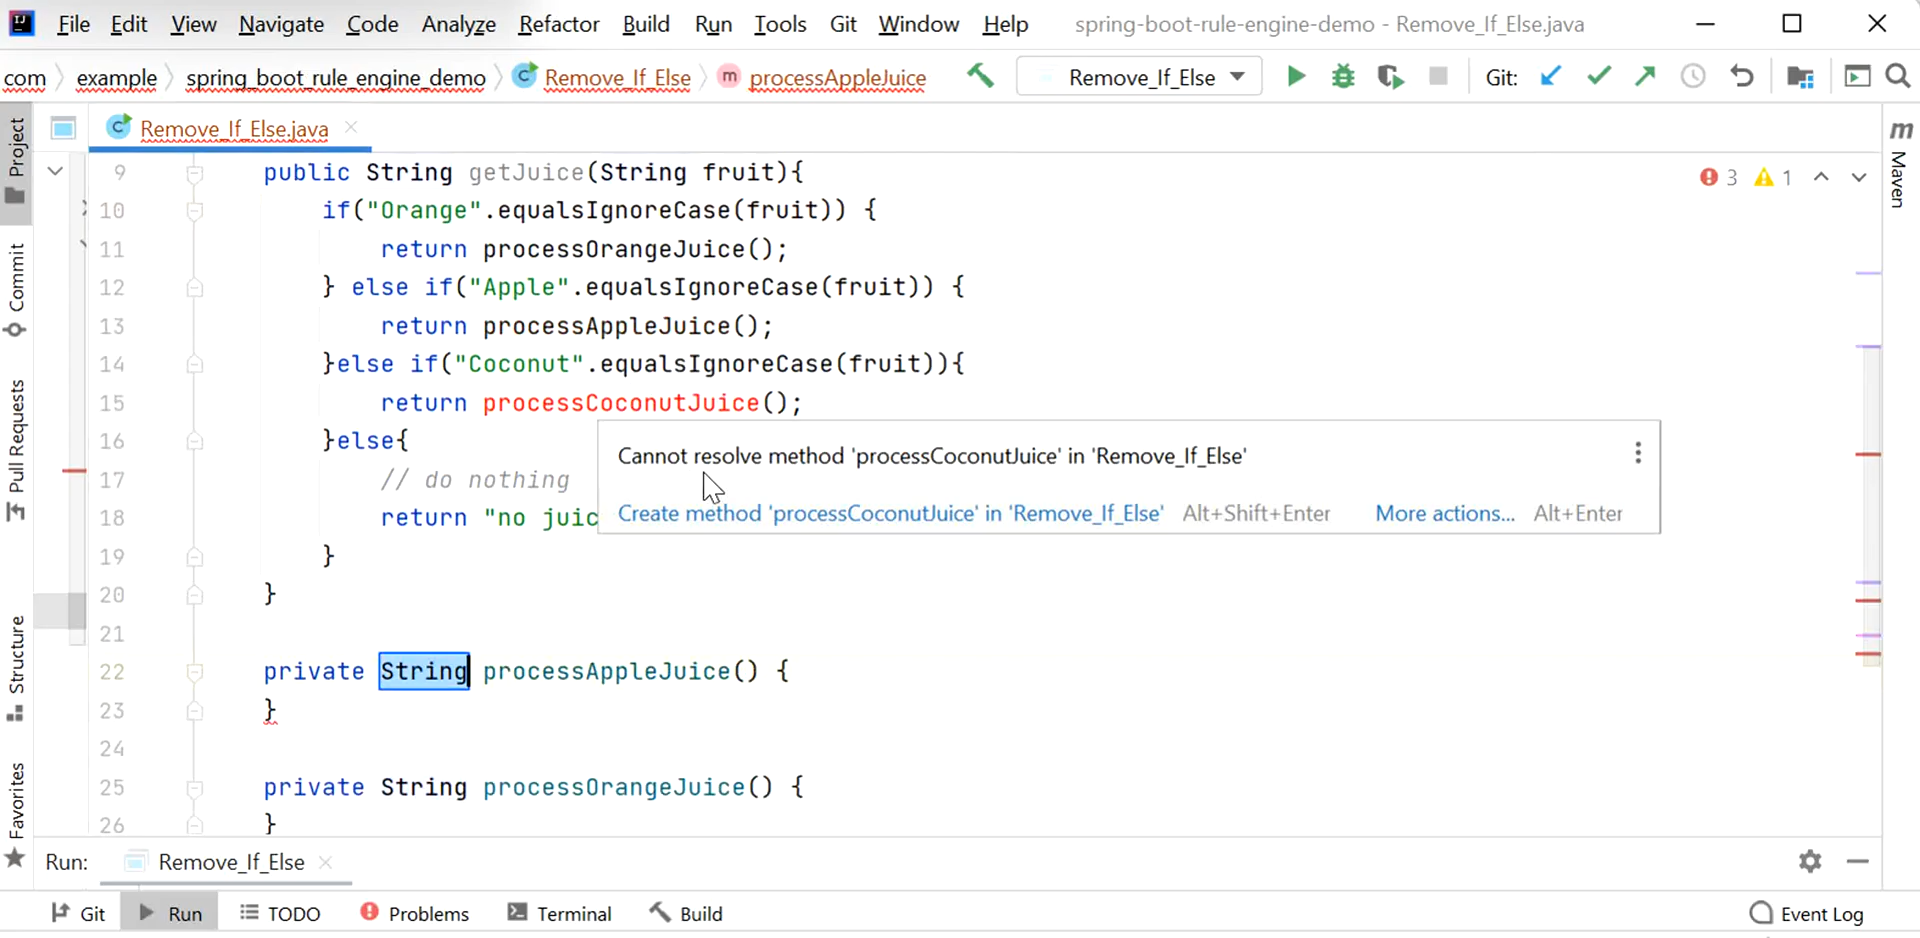 File Edit View Navigate Code Analyze Refactor Build Run Tools Git Window Help spring-boot-rule-engine-demo - Remove_If_Else.java
com example spring_boot_rule_engine_demo C Remove_If_Else m processAppleJuice Remove_If_Else Git:
Project
Commit
Pull Requests
Structure
Favorites
Maven
C Remove_If_Else.java
3 1
9 public String getJuice(String fruit){
10 if("Orange".equalsIgnoreCase(fruit)) {
11 return processOrangeJuice();
12 } else if("Apple".equalsIgnoreCase(fruit)) {
13 return processAppleJuice();
14 }else if("Coconut".equalsIgnoreCase(fruit)){
15 return processCoconutJuice();
16 }else{
Cannot resolve method 'processCoconutJuice' in 'Remove_If_Else'
17 // do nothing
Create method 'processCoconutJuice' in 'Remove_If_Else' Alt+Shift+Enter More actions... Alt+Enter
18 return "no juic
19 }
20 }
21
22 private String processAppleJuice() {
23 }
24
25 private String processOrangeJuice() {
26 }
Run: Remove_If_Else
Git Run TODO Problems Terminal Build Event Log